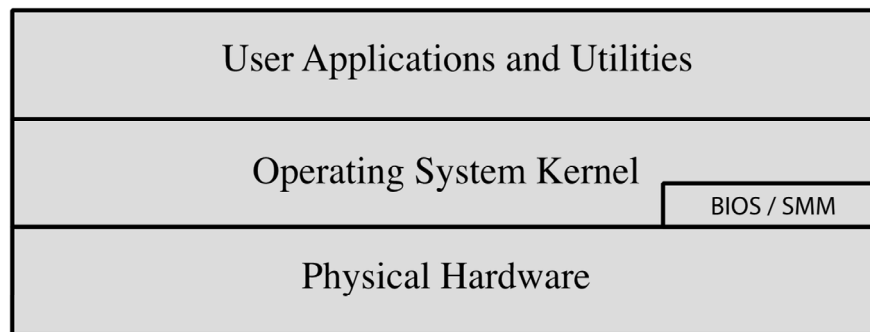 User Applications and Utilities
Operating System Kernel
BIOS / SMM
Physical Hardware